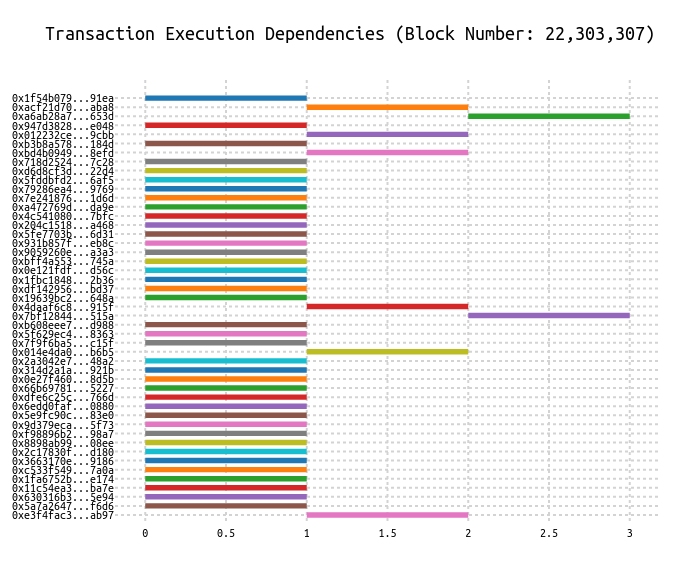 Transaction Execution Dependencies (Block Number: 22,303,307)
0x1f54b079...91ea
0xacf21d70...aba8
0xa6ab28a7...653d
0x947d3828...e048
0x012232ce...9cbb
0xb3b8a578...184d
0xbd4b0949...8efd
0x718d2524...7c28
0xd6d8cf3d...22d4
0x5fddbfd2...6af5
0x79286ea4...9769
0x7e241876...1d6d
0xa472769d...da9e
0x4c541080...7bfc
0x204c1518...a468
0x5fe7703b...6d31
0x931b857f...eb8c
0x9059260e...a3a3
0xbff4a553...745a
0x0e121fdf...d56c
0x1fbc1848...2b36
0xdf142956...bd37
0x19639bc2...648a
0x4daaf6c8...915f
0x7bf12844...515a
0xb608eee7...d988
0x5f629ec4...8363
0x7f9f6ba5...c15f
0x014e4da0...b6b5
0x2a3042e7...48a2
0x314d2a1a...921b
0x0e27f460...8d5b
0x66b69781...5227
0xdfe6c25c...766d
0x6edd0faf...0880
0x5e9fc90c...83e0
0x9d379eca...5f73
0xf98896b2...98a7
0x8898ab99...08ee
0x2c17830f...d180
0x3663170e...9186
0xc533f549...7a0a
0x1fa6752b...e174
0x11c54ea3...ba7e
0x630316b3...5e94
0x5a7a2647...f6d6
0xe3f4fac3...ab97
0 0.5 1 1.5 2 2.5 3